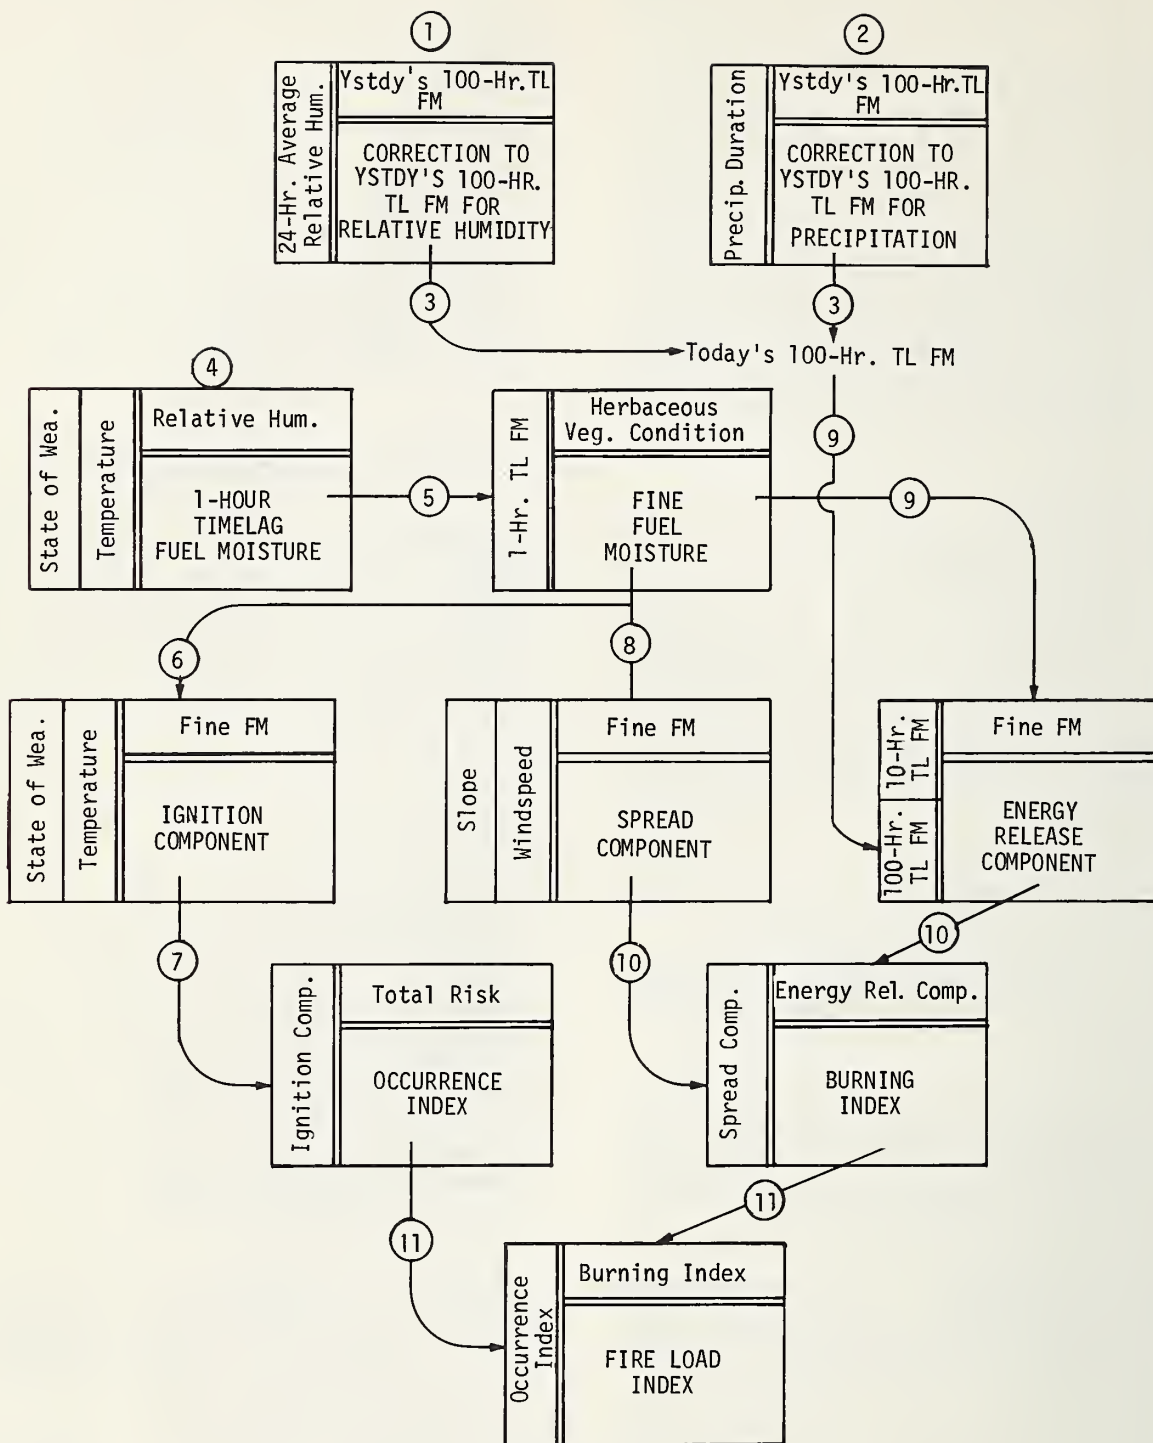 1
2
24-Hr. Average
Relative Hum.
Ystdy's 100-Hr.TL
FM
CORRECTION TO
YSTDY'S 100-HR.
TL FM FOR
RELATIVE HUMIDITY
Precip. Duration
Ystdy's 100-Hr.TL
FM
CORRECTION TO
YSTDY'S 100-HR.
TL FM FOR
PRECIPITATION
3
3
Today's 100-Hr. TL FM
4
State of Wea.
Temperature
Relative Hum.
1-HOUR
TIMELAG
FUEL MOISTURE
5
1-Hr. TL FM
Herbaceous
Veg. Condition
FINE
FUEL
MOISTURE
9
9
6
8
State of Wea.
Temperature
Fine FM
IGNITION
COMPONENT
Slope
Windspeed
Fine FM
SPREAD
COMPONENT
10-Hr.
TL FM
100-Hr.
TL FM
Fine FM
ENERGY
RELEASE
COMPONENT
7
10
10
Ignition Comp.
Total Risk
OCCURRENCE
INDEX
Spread Comp.
Energy Rel. Comp.
BURNING
INDEX
11
11
Occurrence
Index
Burning Index
FIRE LOAD
INDEX